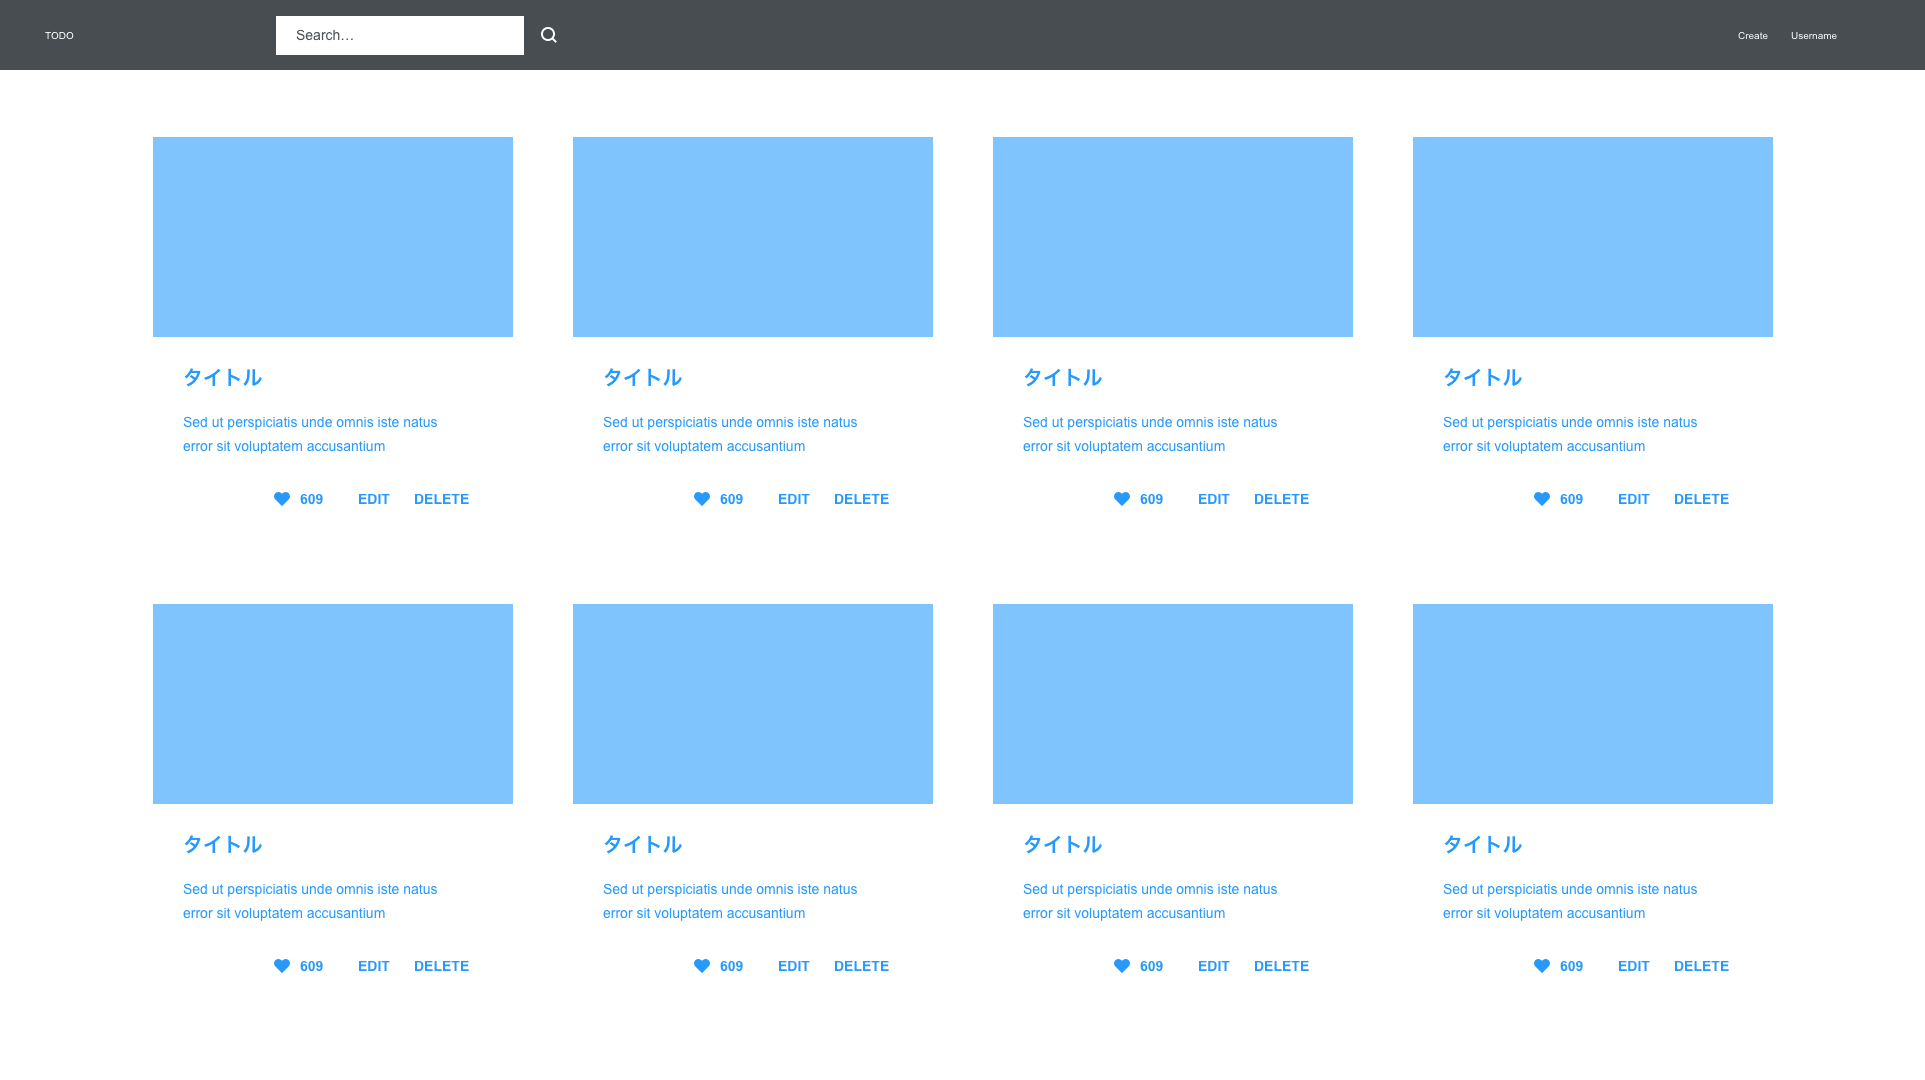 TODO
Search…
Create
Username
タイトル
Sed ut perspiciatis unde omnis iste natus
error sit voluptatem accusantium
609
EDIT
DELETE
タイトル
Sed ut perspiciatis unde omnis iste natus
error sit voluptatem accusantium
609
EDIT
DELETE
タイトル
Sed ut perspiciatis unde omnis iste natus
error sit voluptatem accusantium
609
EDIT
DELETE
タイトル
Sed ut perspiciatis unde omnis iste natus
error sit voluptatem accusantium
609
EDIT
DELETE
タイトル
Sed ut perspiciatis unde omnis iste natus
error sit voluptatem accusantium
609
EDIT
DELETE
タイトル
Sed ut perspiciatis unde omnis iste natus
error sit voluptatem accusantium
609
EDIT
DELETE
タイトル
Sed ut perspiciatis unde omnis iste natus
error sit voluptatem accusantium
609
EDIT
DELETE
タイトル
Sed ut perspiciatis unde omnis iste natus
error sit voluptatem accusantium
609
EDIT
DELETE